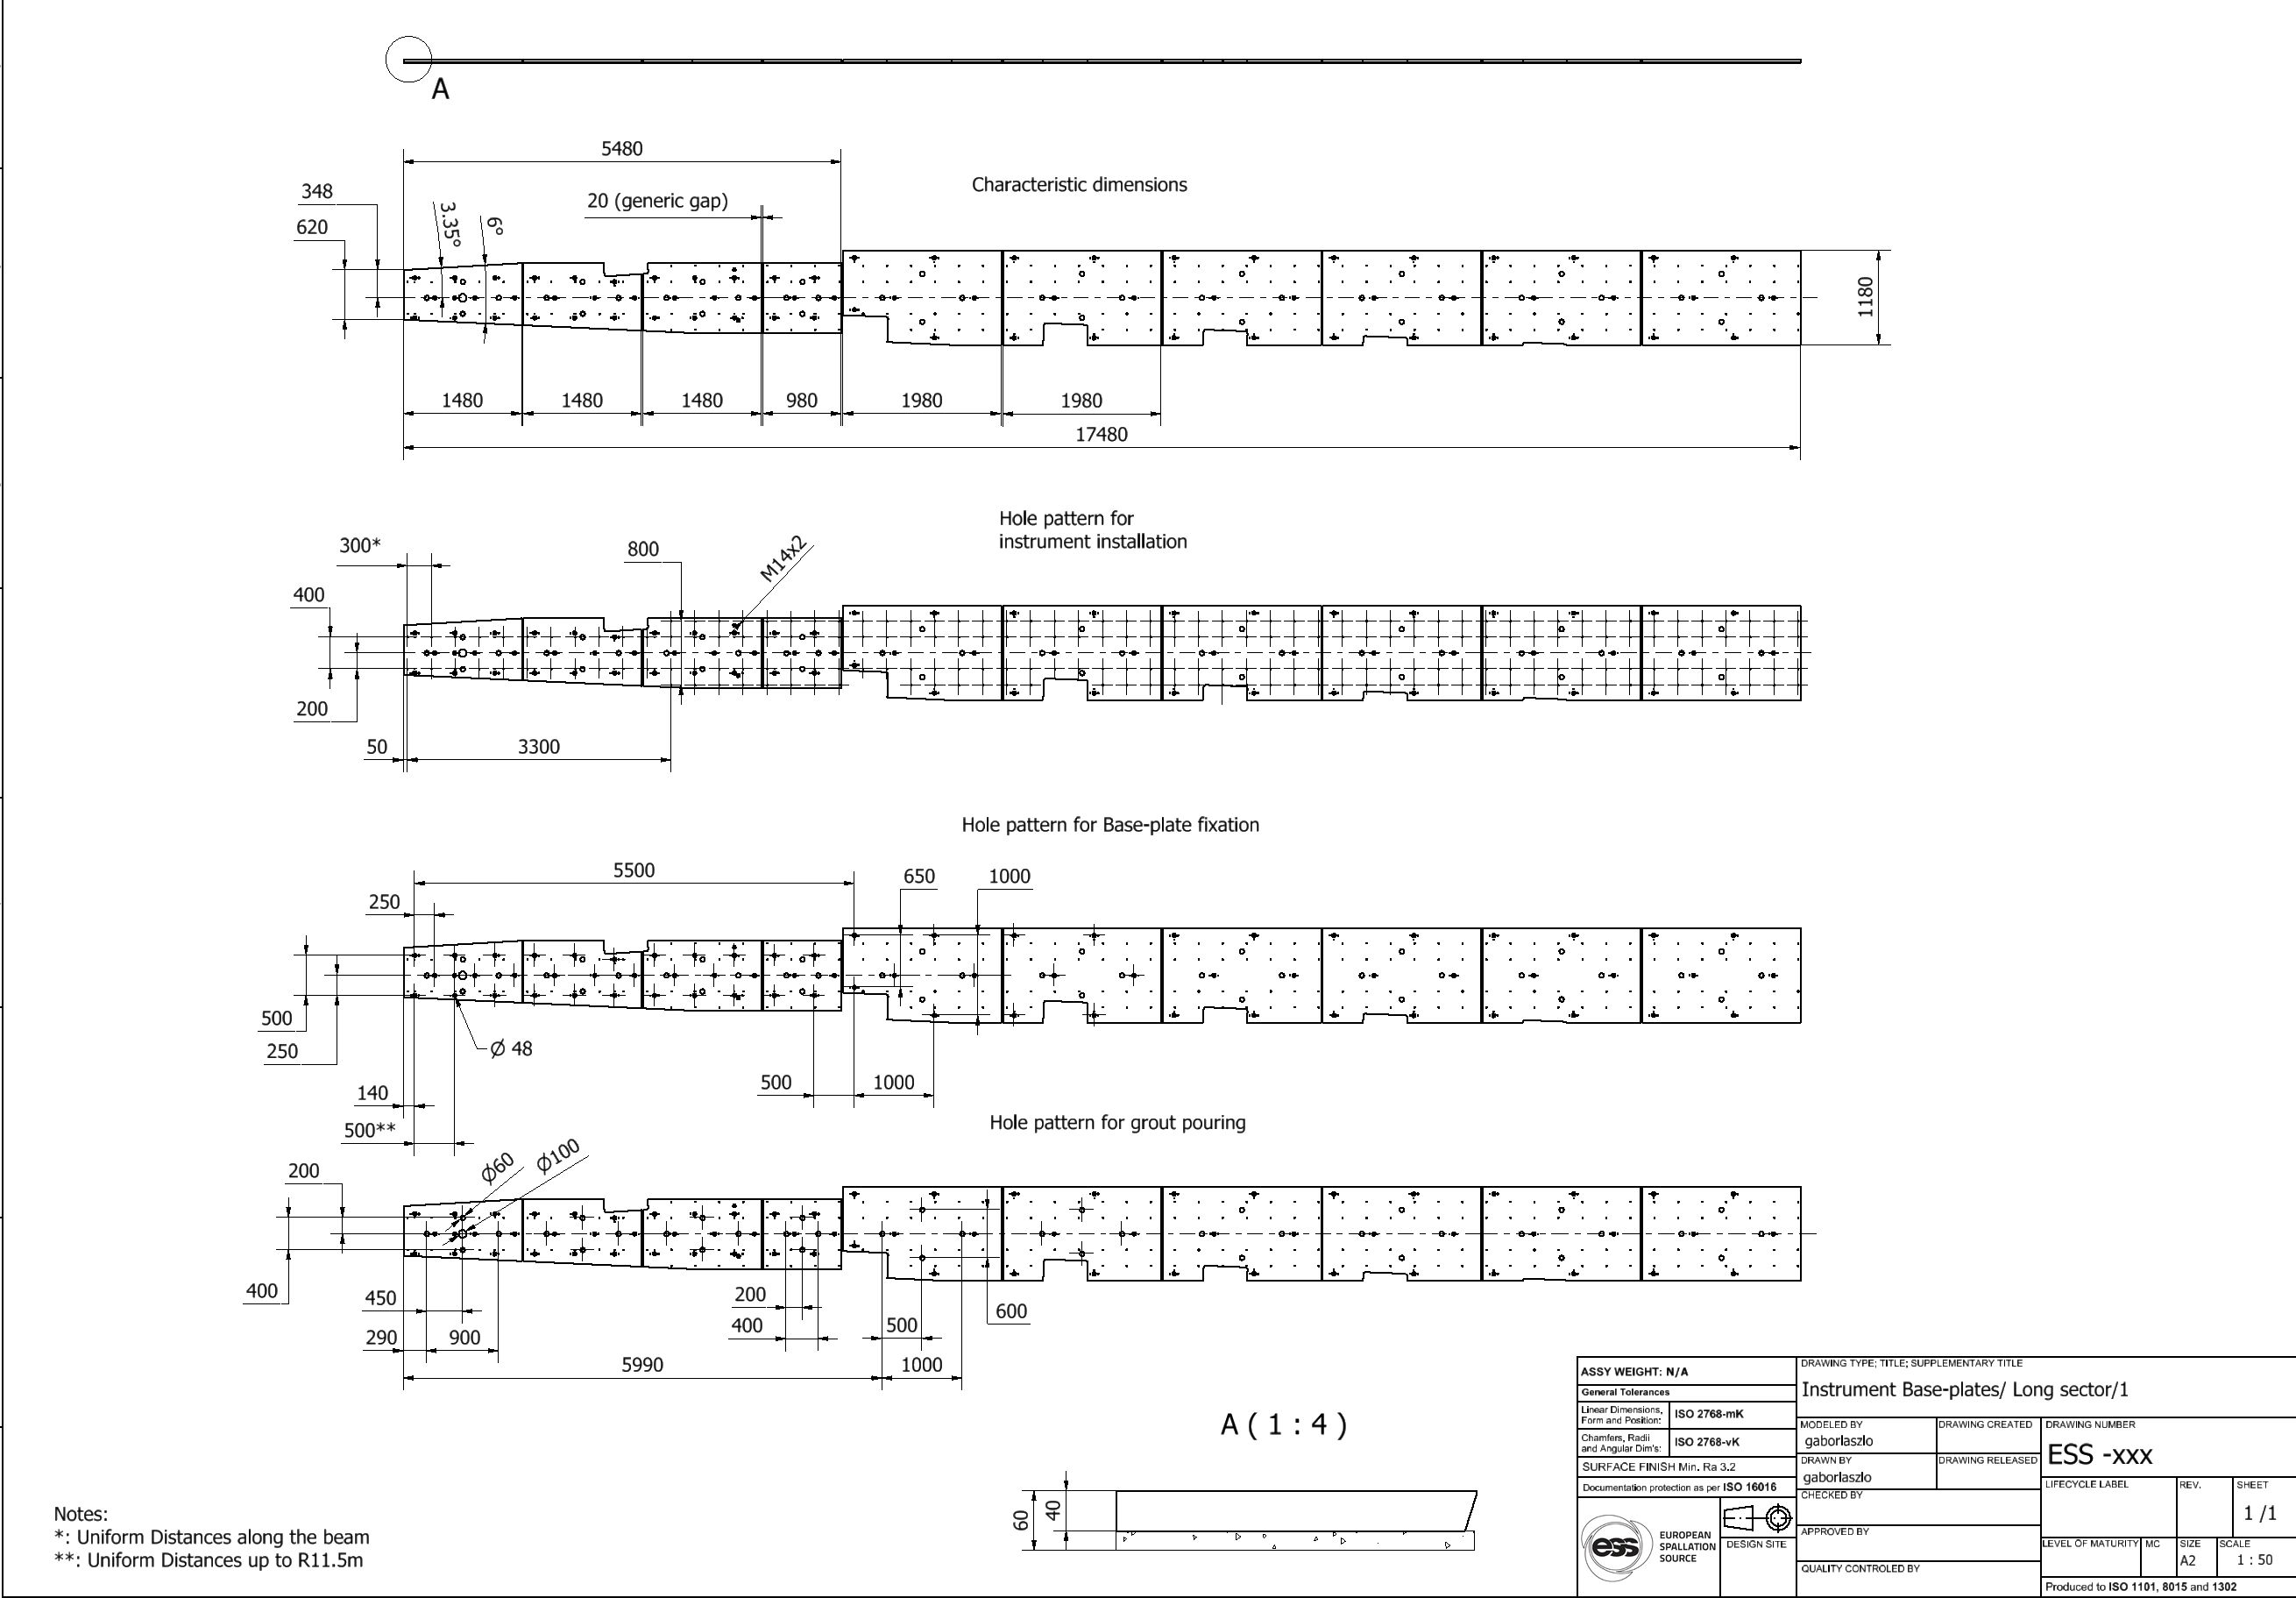 A
5480
Characteristic dimensions
348
3.35°
6°
20 (generic gap)
620
1180
1480
1480
1480
980
1980
1980
17480
Hole pattern for
instrument installation
300*
800
M14x2
400
200
50
3300
Hole pattern for Base-plate fixation
5500
650
1000
250
500
250
Ø 48
140
500
1000
500**
Hole pattern for grout pouring
200
Ø60
Ø100
400
450
200
600
290
900
400
500
5990
1000
A ( 1 : 4 )
60
40
Notes:
*: Uniform Distances along the beam
**: Uniform Distances up to R11.5m
ASSY WEIGHT: N/A
General Tolerances
Linear Dimensions,
Form and Position:
ISO 2768-mK
Chamfers, Radii
and Angular Dim's:
ISO 2768-vK
SURFACE FINISH Min. Ra 3.2
Documentation protection as per ISO 16016
ess
EUROPEAN
SPALLATION
SOURCE
DESIGN SITE
DRAWING TYPE; TITLE; SUPPLEMENTARY TITLE
Instrument Base-plates/ Long sector/1
MODELED BY
gaborlaszlo
DRAWING CREATED
DRAWING NUMBER
ESS -xxx
DRAWN BY
gaborlaszlo
DRAWING RELEASED
CHECKED BY
LIFECYCLE LABEL
REV.
SHEET
1 /1
APPROVED BY
LEVEL OF MATURITY
MC
SIZE
A2
SCALE
1 : 50
QUALITY CONTROLED BY
Produced to ISO 1101, 8015 and 1302